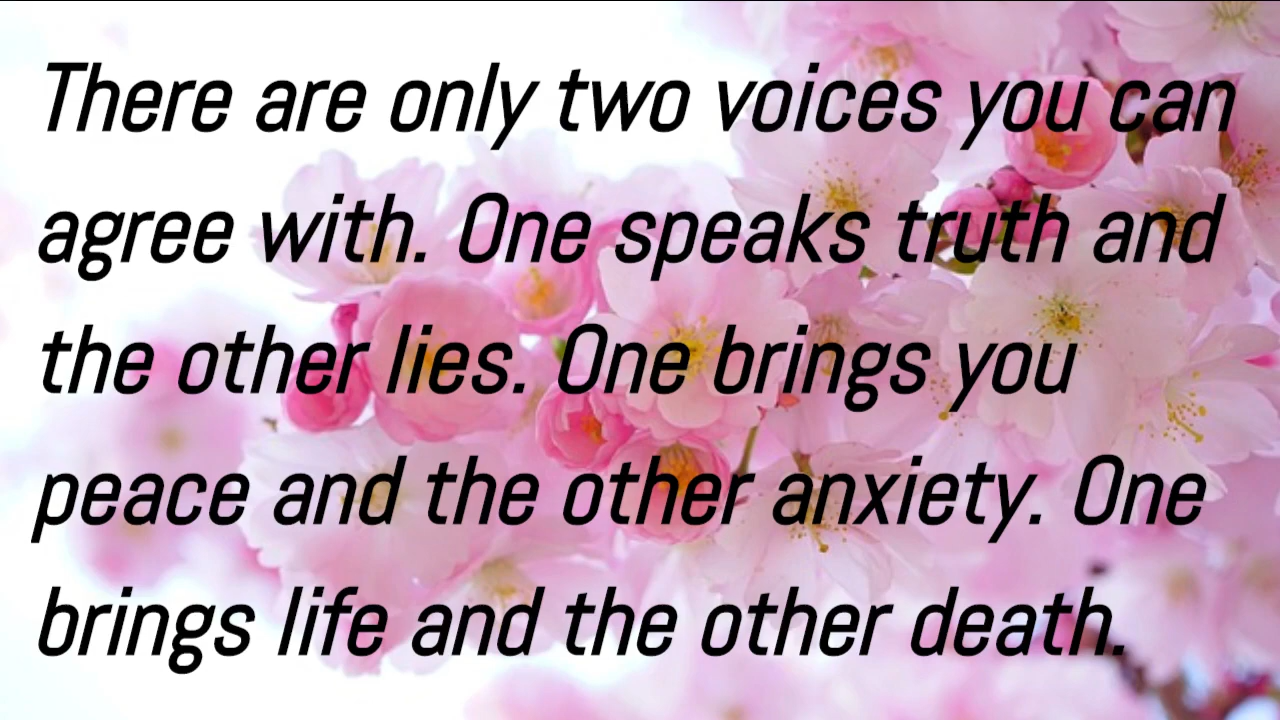 There are only two voices you can
agree with. One speaks truth and
the other lies. One brings you
peace and the other anxiety. One
brings life and the other death.